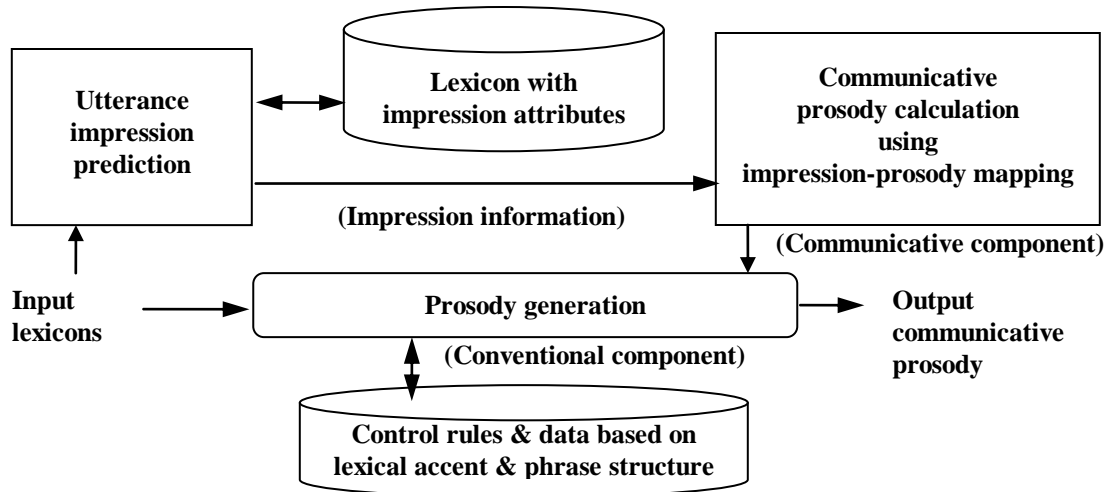 Utterance
impression
prediction
Lexicon with
impression attributes
Communicative
prosody calculation
using
impression-prosody mapping
(Impression information)
(Communicative component)
Input
lexicons
Prosody generation
Output
communicative
prosody
(Conventional component)
Control rules & data based on
lexical accent & phrase structure